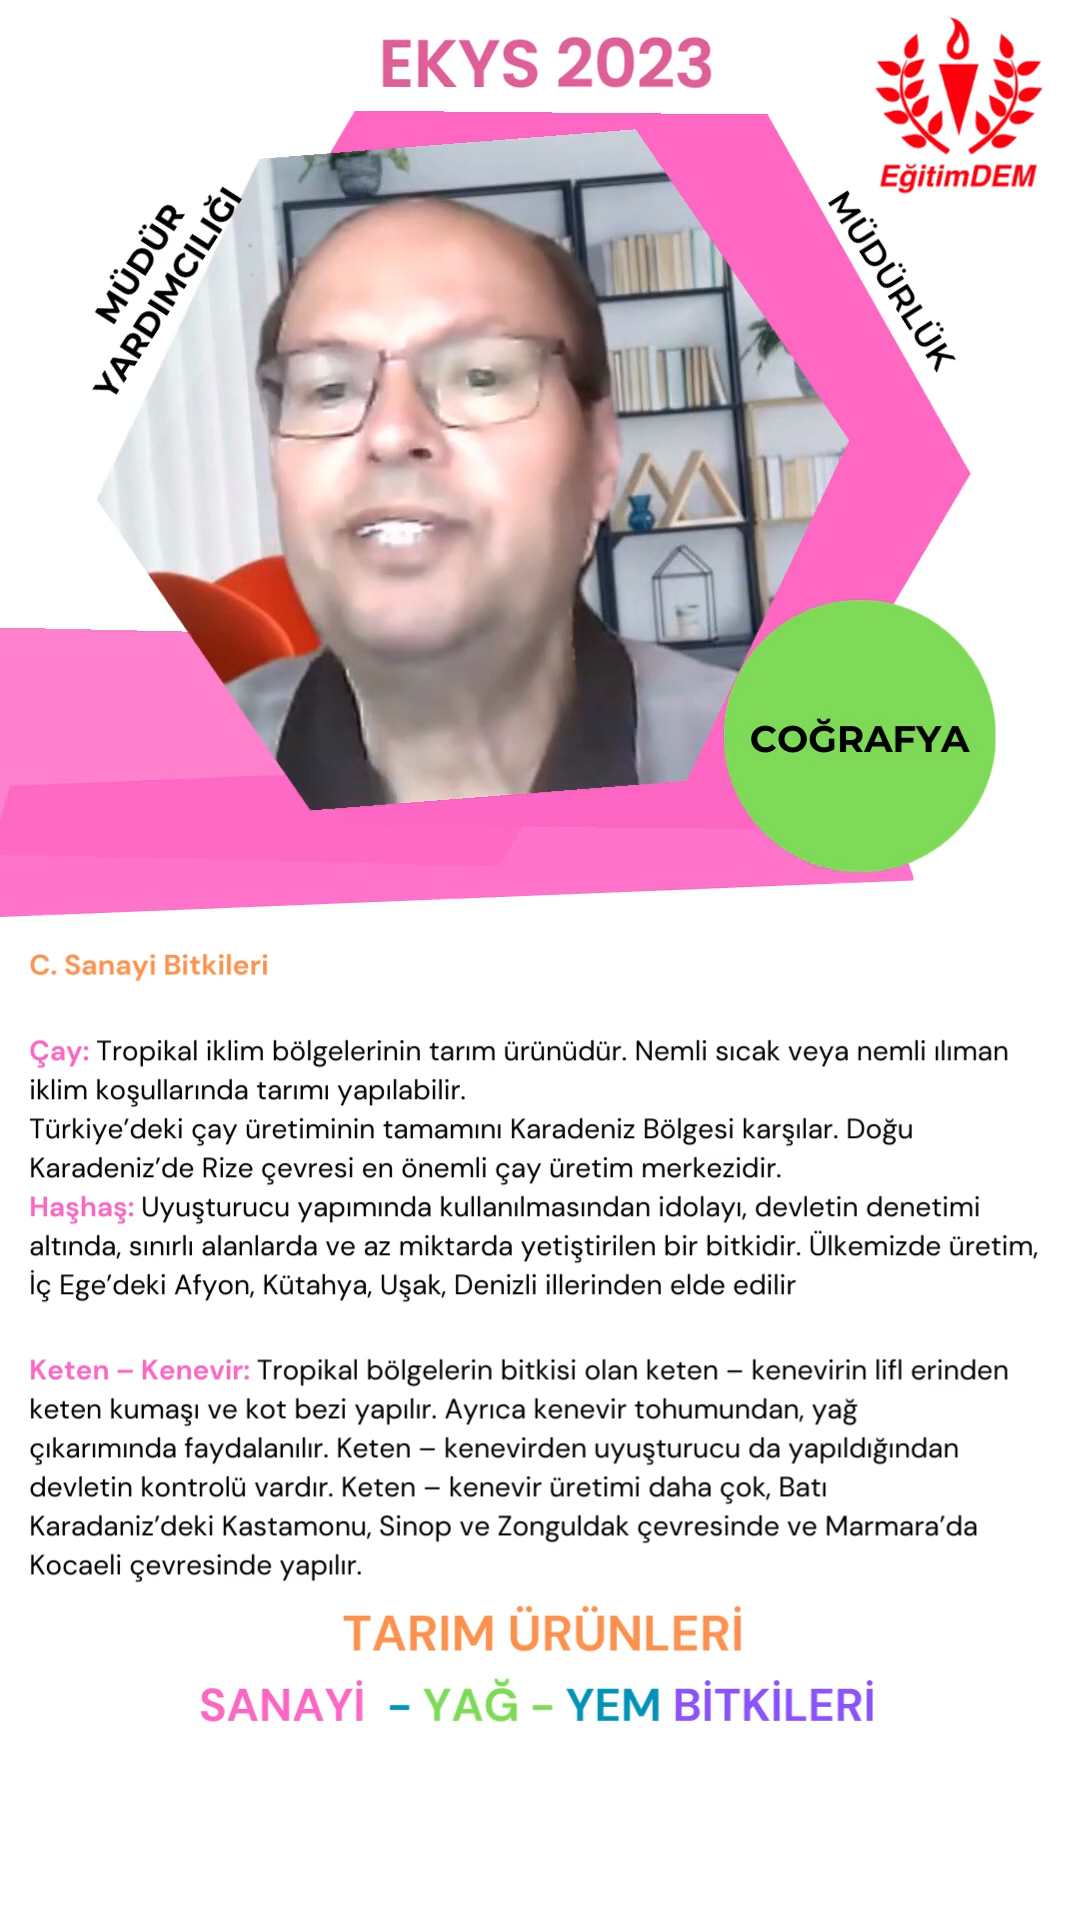 EKYS 2023
EğitimDEM
MÜDÜR
YARDIMCILIĞI
MÜDÜRLÜK
COĞRAFYA
C. Sanayi Bitkileri
Çay: Tropikal iklim bölgelerinin tarım ürünüdür. Nemli sıcak veya nemli ılıman
iklim koşullarında tarımı yapılabilir.
Türkiye’deki çay üretiminin tamamını Karadeniz Bölgesi karşılar. Doğu
Karadeniz’de Rize çevresi en önemli çay üretim merkezidir.
Haşhaş: Uyuşturucu yapımında kullanılmasından idolayı, devletin denetimi
altında, sınırlı alanlarda ve az miktarda yetiştirilen bir bitkidir. Ülkemizde üretim,
İç Ege’deki Afyon, Kütahya, Uşak, Denizli illerinden elde edilir
Keten – Kenevir: Tropikal bölgelerin bitkisi olan keten – kenevirin lifl erinden
keten kumaşı ve kot bezi yapılır. Ayrıca kenevir tohumundan, yağ
çıkarımında faydalanılır. Keten – kenevirden uyuşturucu da yapıldığından
devletin kontrolü vardır. Keten – kenevir üretimi daha çok, Batı
Karadaniz’deki Kastamonu, Sinop ve Zonguldak çevresinde ve Marmara’da
Kocaeli çevresinde yapılır.
TARIM ÜRÜNLERİ
SANAYİ - YAĞ - YEM BİTKİLERİ